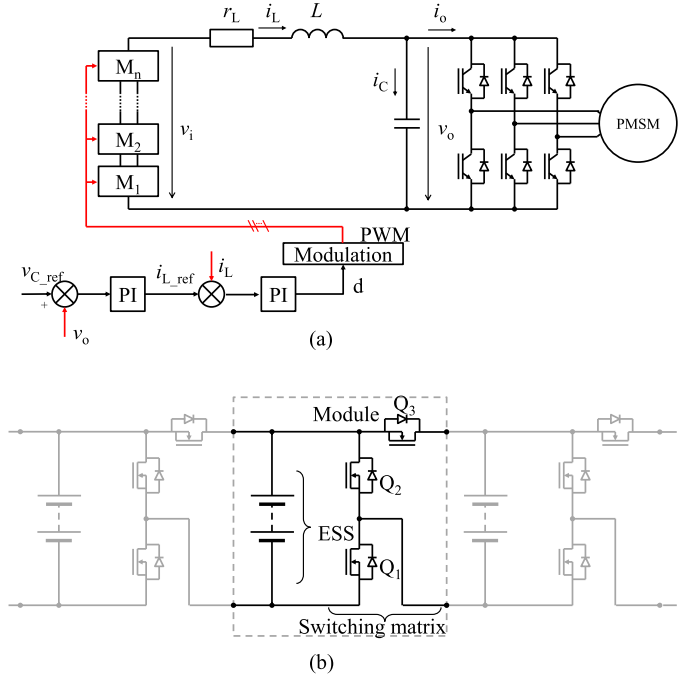 r_L i_L L i_o
M_n
i_C
v_i v_o PMSM
M_2
M_1
PWM
Modulation
v_C_ref i_L_ref i_L
PI PI d
+
v_o
(a)
Module Q_3
Q_2
ESS
Q_1
Switching matrix
(b)